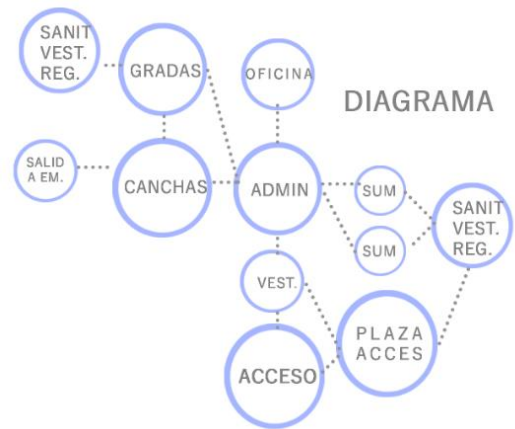 SANIT
VEST.
REG.
GRADAS
OFICINA
DIAGRAMA
SALID
A EM.
CANCHAS
ADMIN
SUM
SANIT
VEST.
REG.
SUM
VEST.
PLAZA
ACCES
ACCESO